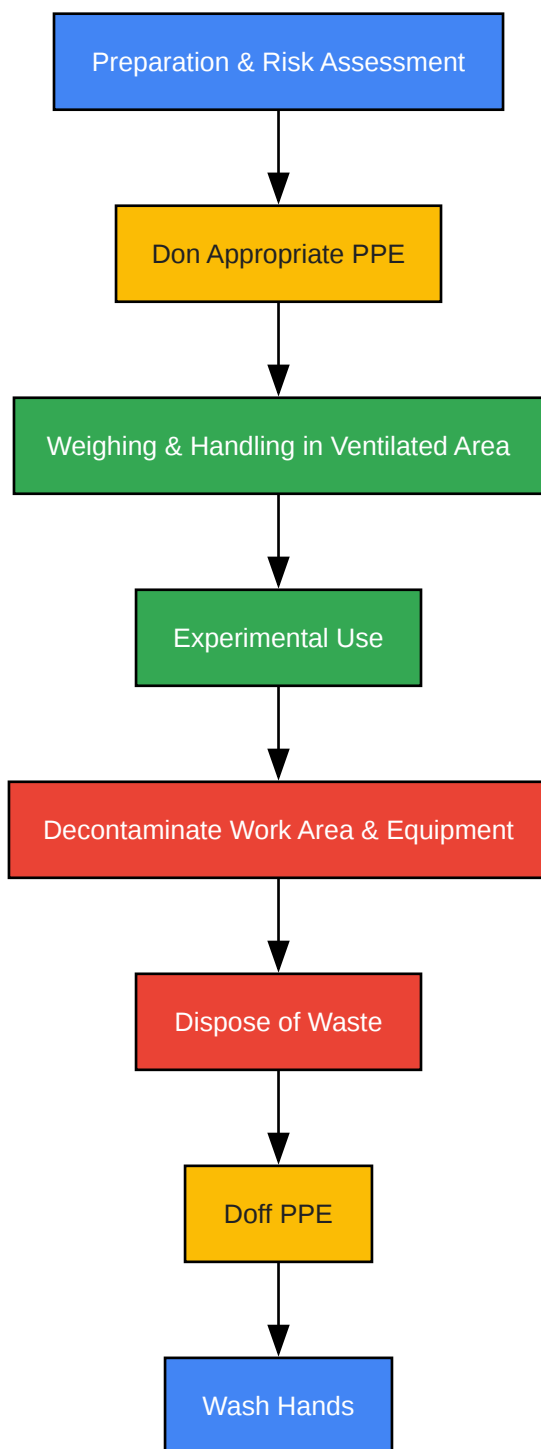 Preparation & Risk Assessment
Don Appropriate PPE
Weighing & Handling in Ventilated Area
Experimental Use
Decontaminate Work Area & Equipment
Dispose of Waste
Doff PPE
Wash Hands